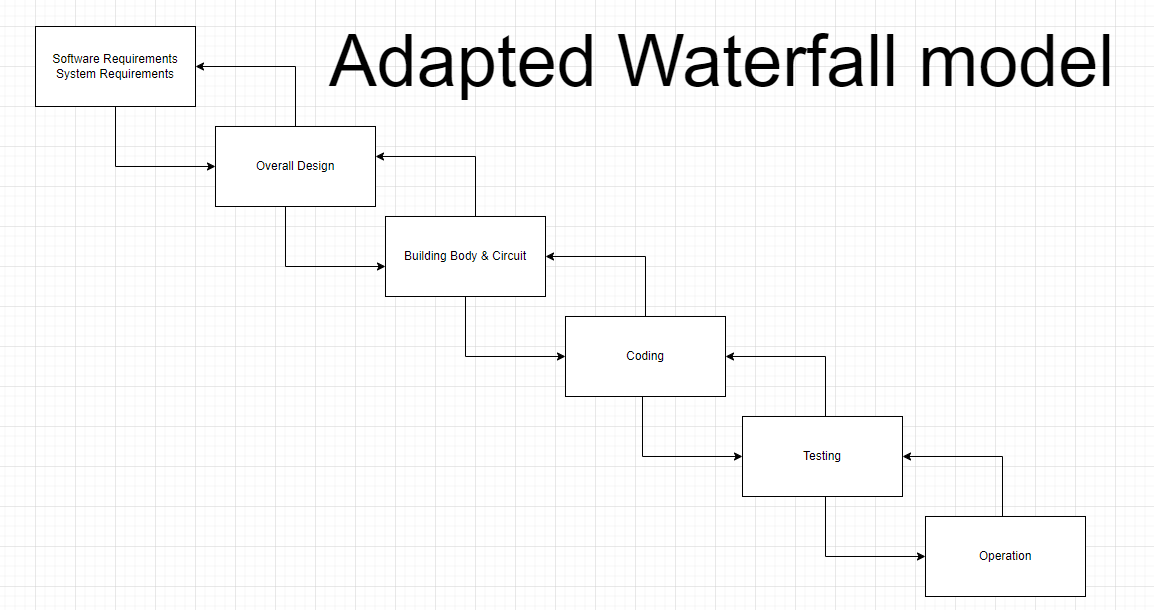 Adapted Waterfall model
Software Requirements
System Requirements
Overall Design
Building Body & Circuit
Coding
Testing
Operation